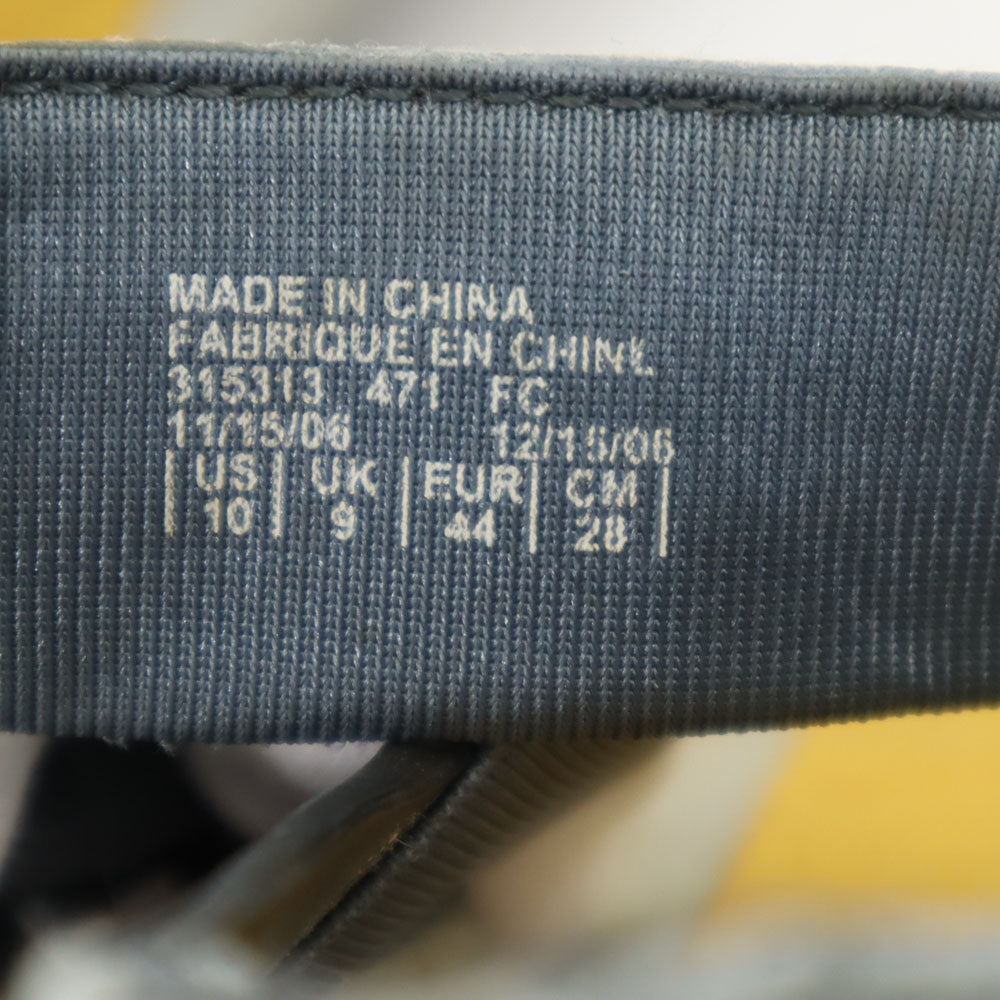 MADE IN CHINA
FABRIQUE EN CHINE
315313 471 FC
11/15/06 12/15/06
| US | UK | EUR | CM |
| 10 | 9 | 44 | 28 |